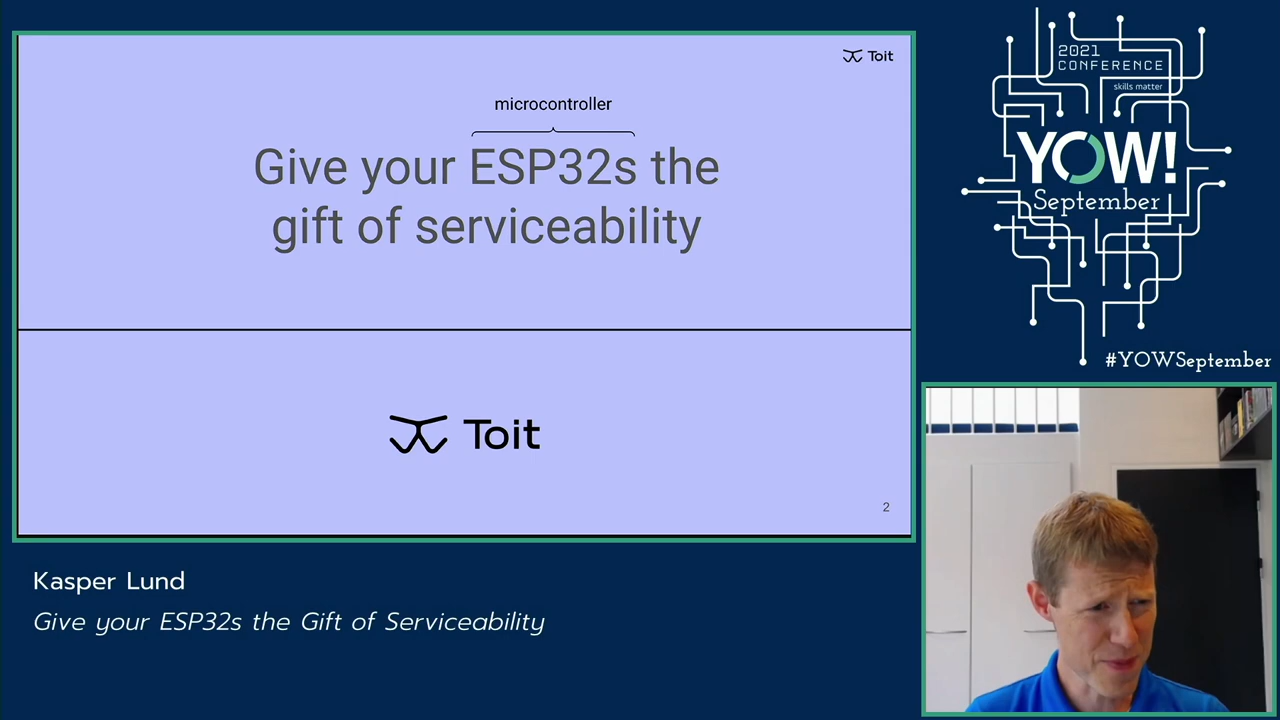 Toit
microcontroller
Give your ESP32s the
gift of serviceability
Toit
2
Kasper Lund
Give your ESP32s the Gift of Serviceability
2021
CONFERENCE
skills matter
YOW!
September
#YOWSeptember